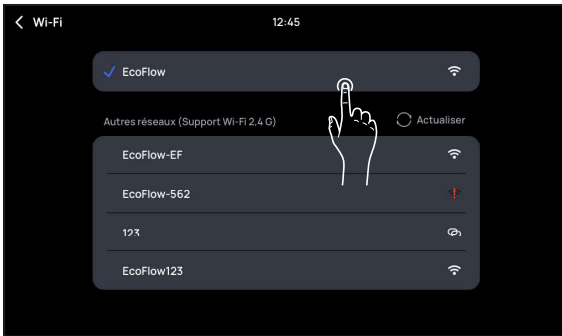 Wi-Fi
12:45
EcoFlow
Autres réseaux (Support Wi-Fi 2,4 G)
Actualiser
EcoFlow-EF
EcoFlow-562
123
EcoFlow123